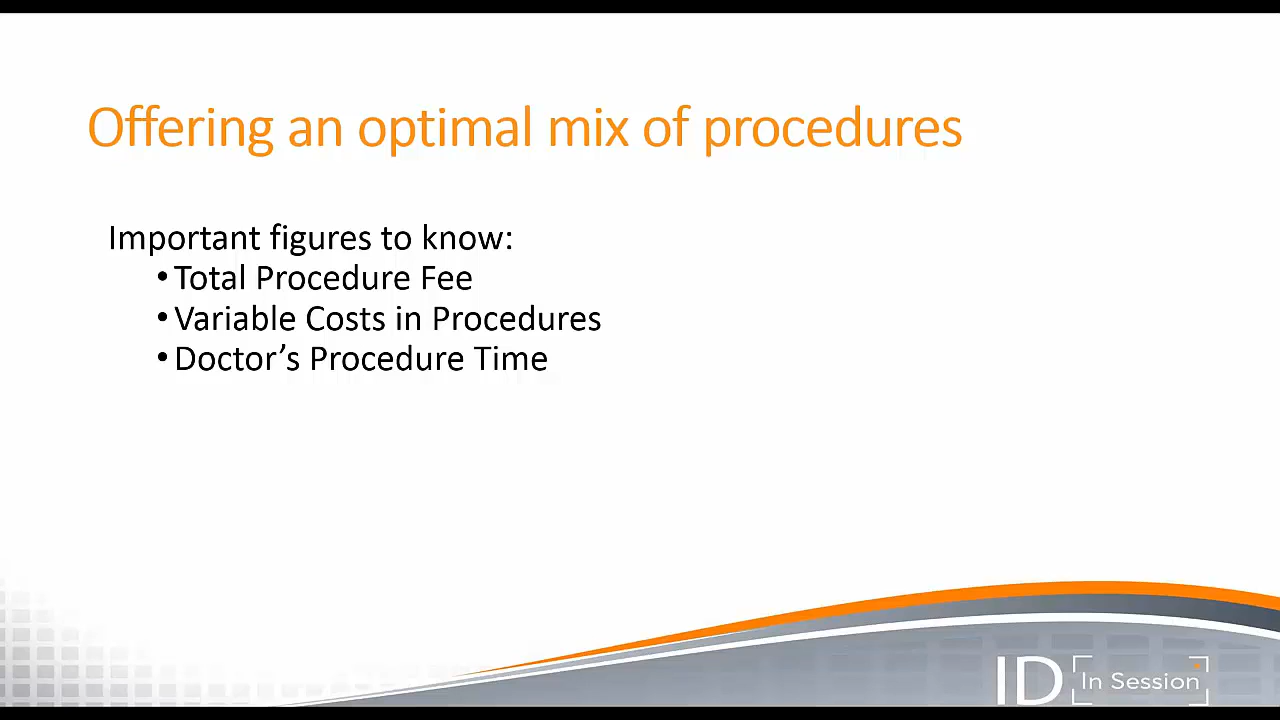 Offering an optimal mix of procedures
Important figures to know:
•Total Procedure Fee
•Variable Costs in Procedures
•Doctor’s Procedure Time
ID In Session